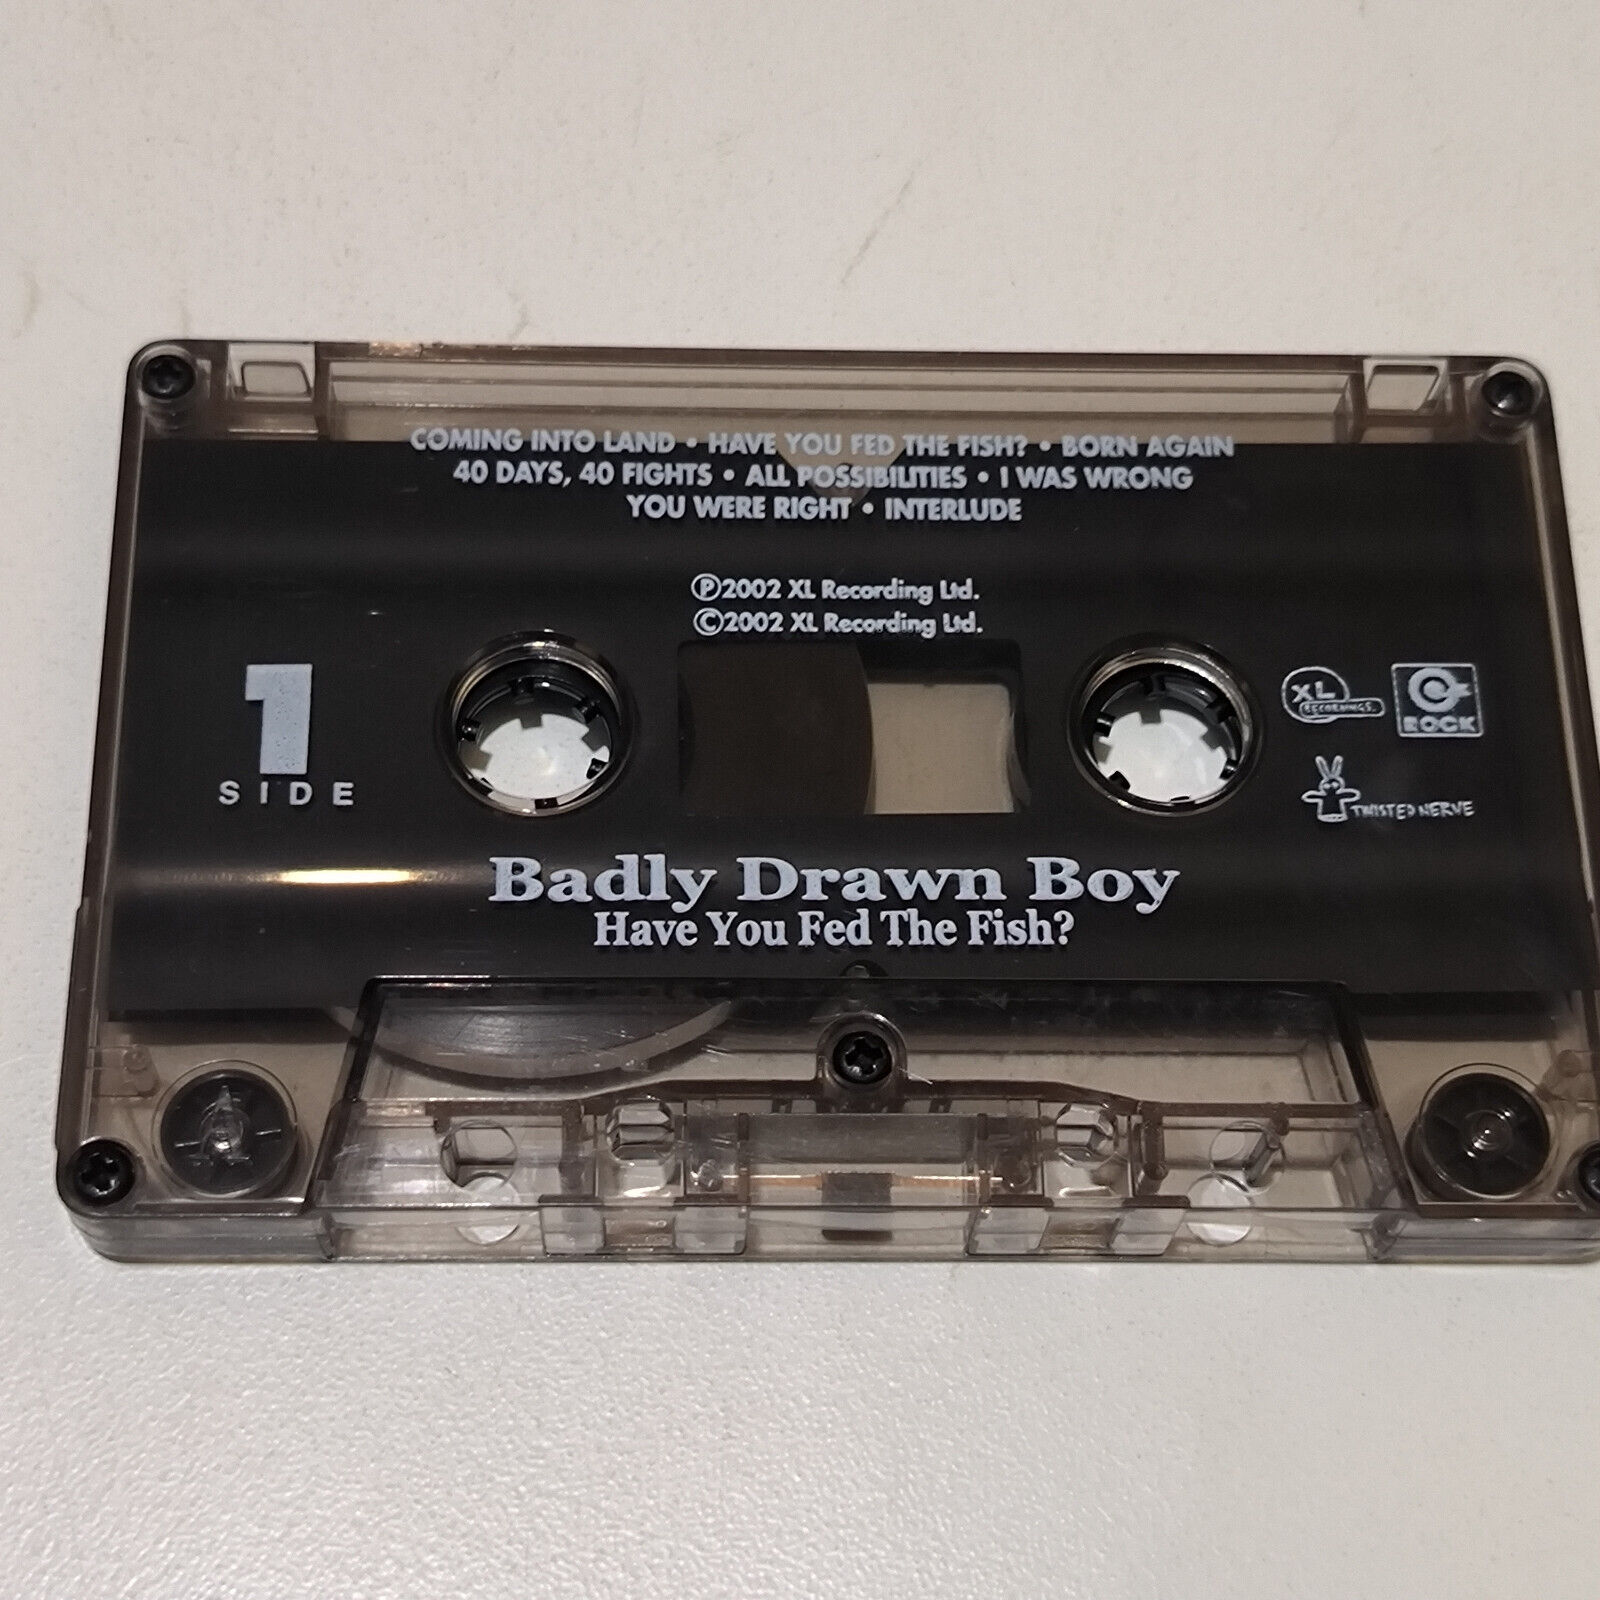 COMING INTO LAND • HAVE YOU FED THE FISH? • BORN AGAIN
40 DAYS, 40 FIGHTS • ALL POSSIBILITIES • I WAS WRONG
YOU WERE RIGHT • INTERLUDE
Ⓟ2002 XL Recording Ltd.
©2002 XL Recording Ltd.
1
SIDE
XL
RECORDINGS.
ROCK
TWISTED NERVE
Badly Drawn Boy
Have You Fed The Fish?